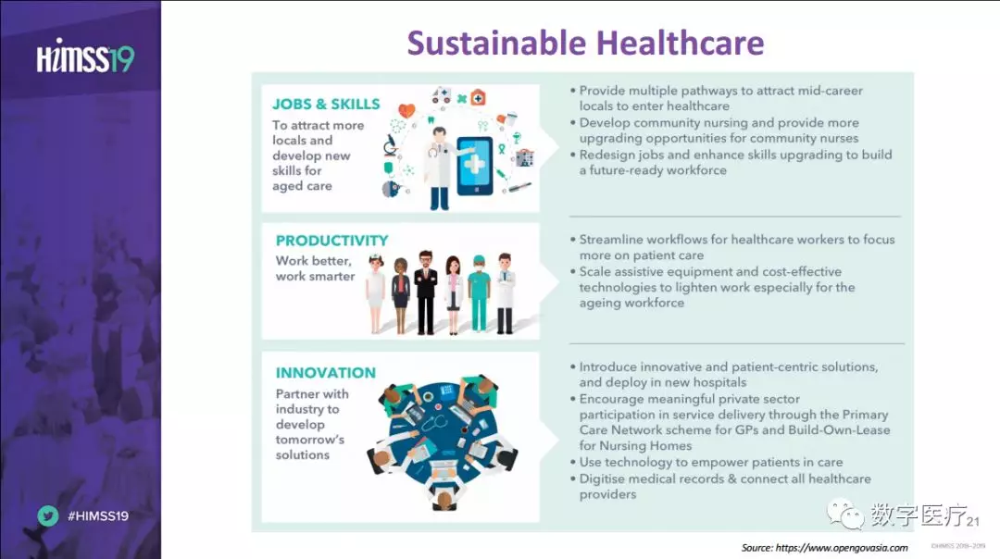 HiMSS19
Sustainable Healthcare
JOBS & SKILLS
To attract more
locals and
develop new
skills for
aged care
• Provide multiple pathways to attract mid-career
locals to enter healthcare
• Develop community nursing and provide more
upgrading opportunities for community nurses
• Redesign jobs and enhance skills upgrading to build
a future-ready workforce
PRODUCTIVITY
Work better,
work smarter
• Streamline workflows for healthcare workers to focus
more on patient care
• Scale assistive equipment and cost-effective
technologies to lighten work especially for the
ageing workforce
INNOVATION
Partner with
industry to
develop
tomorrow's
solutions
• Introduce innovative and patient-centric solutions,
and deploy in new hospitals
• Encourage meaningful private sector
participation in service delivery through the Primary
Care Network scheme for GPs and Build-Own-Lease
for Nursing Homes
• Use technology to empower patients in care
• Digitise medical records & connect all healthcare
providers
#HIMSS19
数字医疗
21
Source: https://www.opengovasia.com
©HIMSS 2018-2019